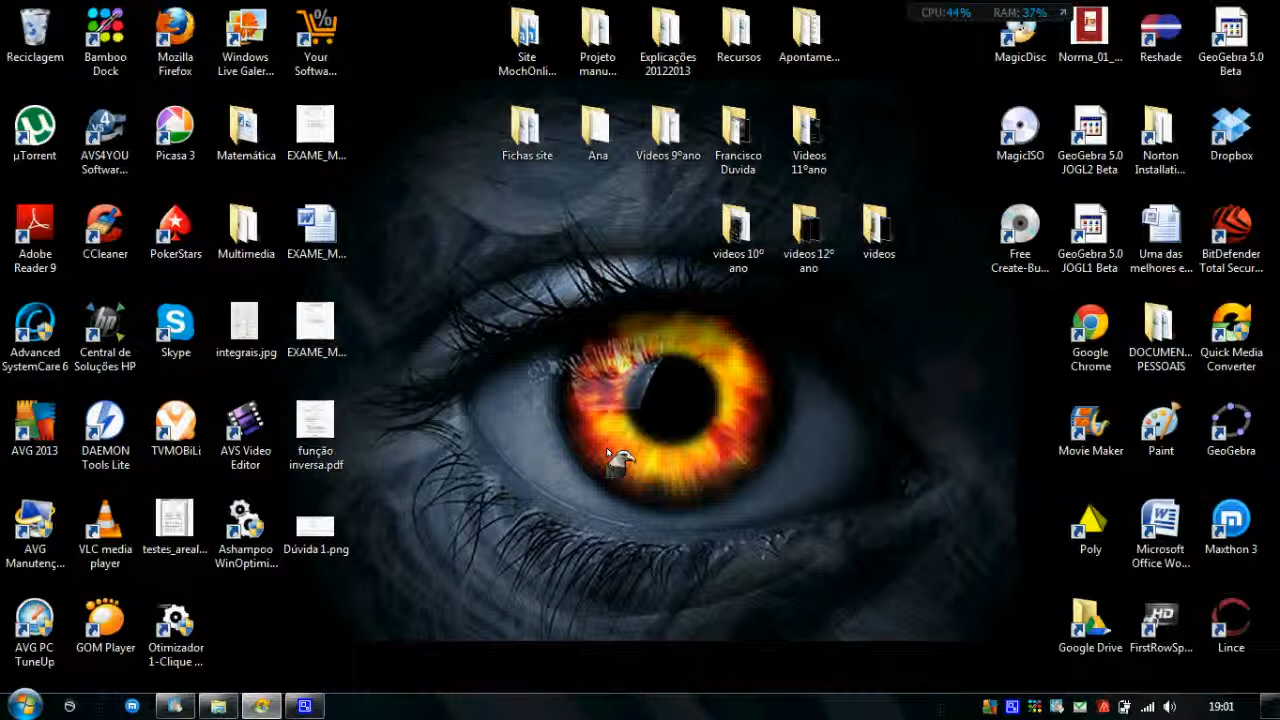 CPU:44% RAM:37%
Reciclagem
Bamboo
Dock
Mozilla
Firefox
Windows
Live Galer...
Your
Softwa...
Site
MochOnli...
Projeto
manu...
Explicações
20122013
Recursos
Apontame...
MagicDisc
Norma_01_...
Reshade
GeoGebra 5.0
Beta
µTorrent
AVS4YOU
Softwar...
Picasa 3
Matemática
EXAME_M...
Fichas site
Ana
Videos 9ºano
Francisco
Duvida
Videos
11ºano
MagicISO
GeoGebra 5.0
JOGL2 Beta
Norton
Installati...
Dropbox
Adobe
Reader 9
CCleaner
PokerStars
Multimedia
EXAME_M...
videos 10º
ano
videos 12º
ano
videos
Free
Create-Bu...
GeoGebra 5.0
JOGL1 Beta
Uma das
melhores e...
BitDefender
Total Secur...
Advanced
SystemCare 6
Central de
Soluções HP
Skype
integrais.jpg
EXAME_M...
Google
Chrome
DOCUMEN...
PESSOAIS
Quick Media
Converter
AVG 2013
DAEMON
Tools Lite
TVMOBiLi
AVS Video
Editor
função
inversa.pdf
Movie Maker
Paint
GeoGebra
AVG
Manutenç...
VLC media
player
testes_areal...
Ashampoo
WinOptimi...
Dúvida 1.png
Poly
Microsoft
Office Wo...
Maxthon 3
AVG PC
TuneUp
GOM Player
Otimizador
1-Clique ...
Google Drive
HD
FirstRowSp...
Lince
19:01